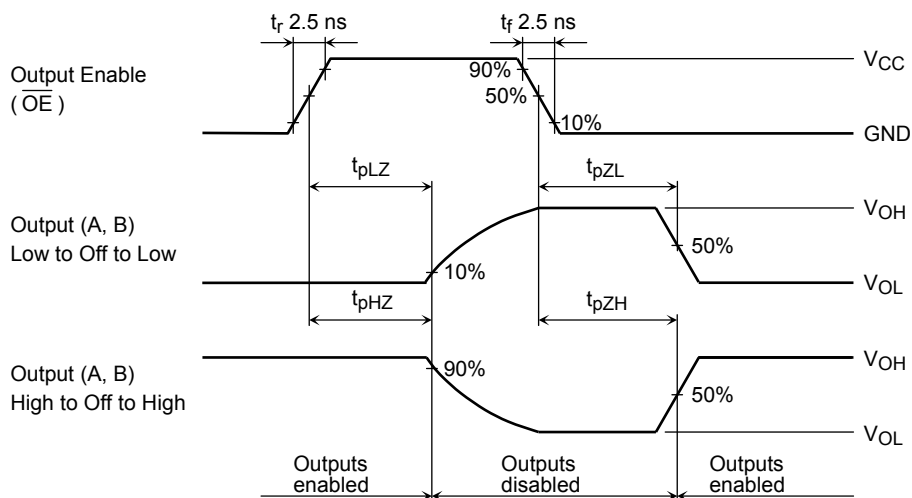 tr 2.5 ns
tf 2.5 ns
Output Enable
( OE )
90%
50%
10%
VCC
GND
tpLZ
tpZL
Output (A, B)
Low to Off to Low
10%
50%
VOH
VOL
tpHZ
tpZH
Output (A, B)
High to Off to High
90%
50%
VOH
VOL
Outputs
enabled
Outputs
disabled
Outputs
enabled